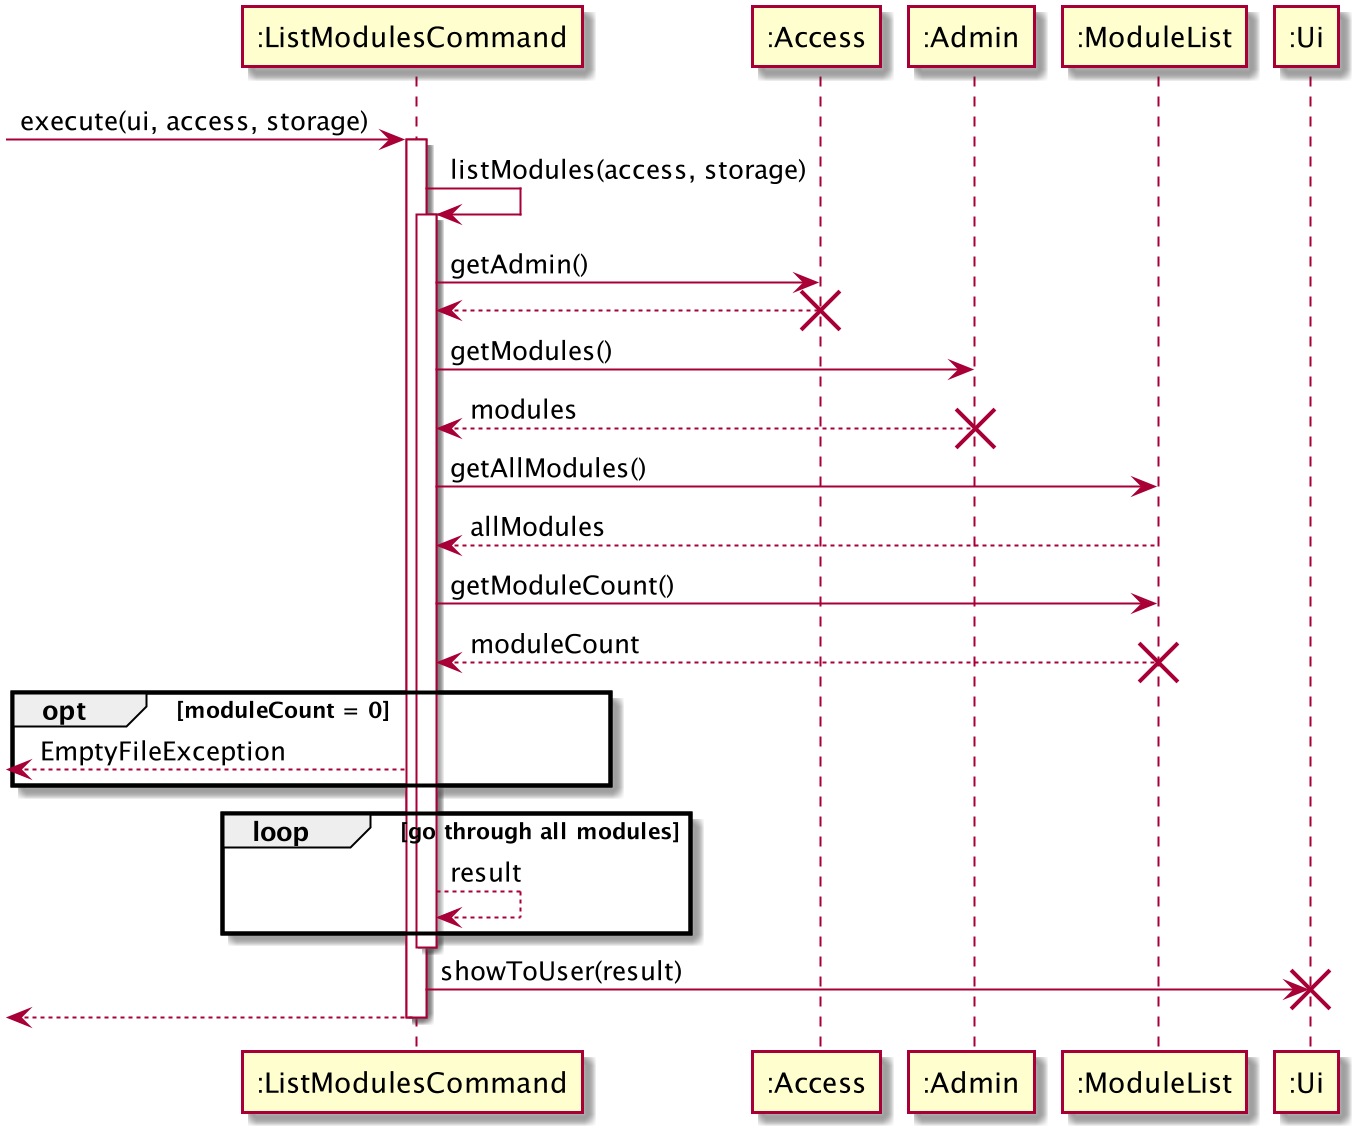 :ListModulesCommand :Access :Admin :ModuleList :Ui
execute(ui, access, storage)
listModules(access, storage)
getAdmin()
getModules()
modules
getAllModules()
allModules
getModuleCount()
moduleCount
opt [moduleCount = 0]
EmptyFileException
loop [go through all modules]
result
showToUser(result)
:ListModulesCommand :Access :Admin :ModuleList :Ui